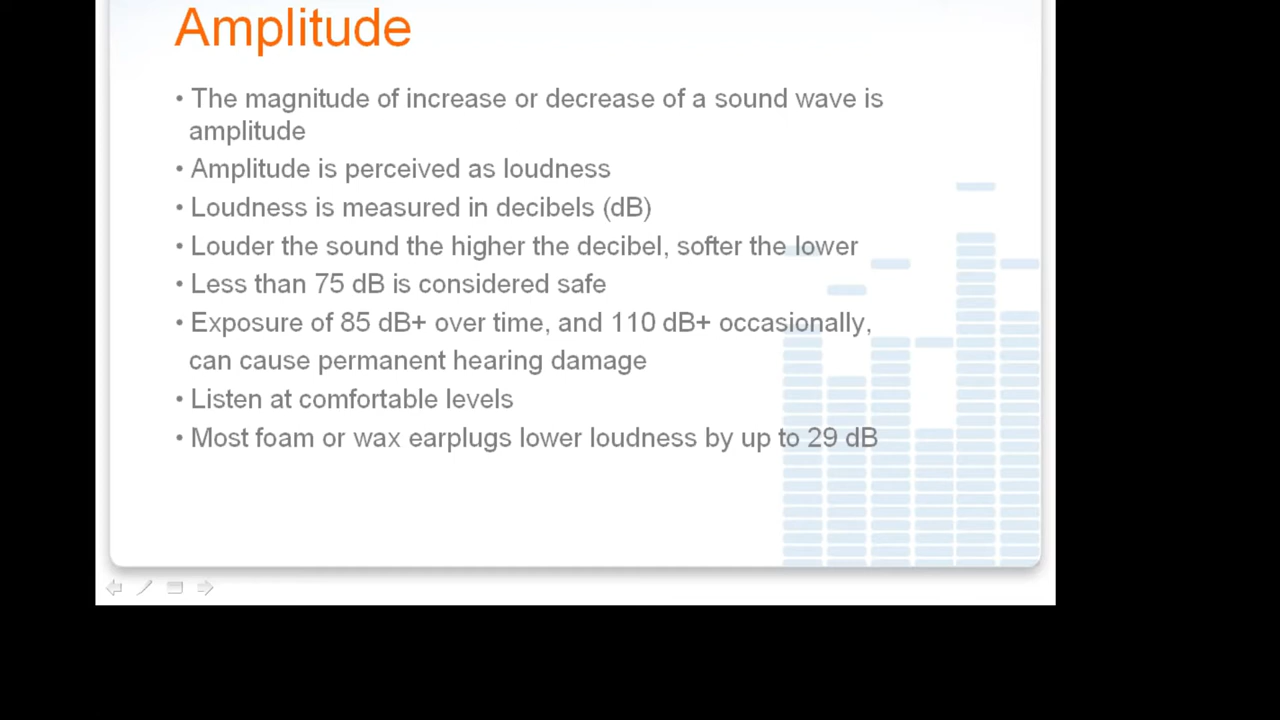 Amplitude
• The magnitude of increase or decrease of a sound wave is
amplitude
• Amplitude is perceived as loudness
• Loudness is measured in decibels (dB)
• Louder the sound the higher the decibel, softer the lower
• Less than 75 dB is considered safe
• Exposure of 85 dB+ over time, and 110 dB+ occasionally,
can cause permanent hearing damage
• Listen at comfortable levels
• Most foam or wax earplugs lower loudness by up to 29 dB